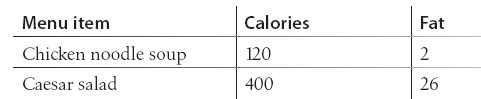 Menu item Calories Fat
Chicken noodle soup 120 2
Caesar salad 400 26